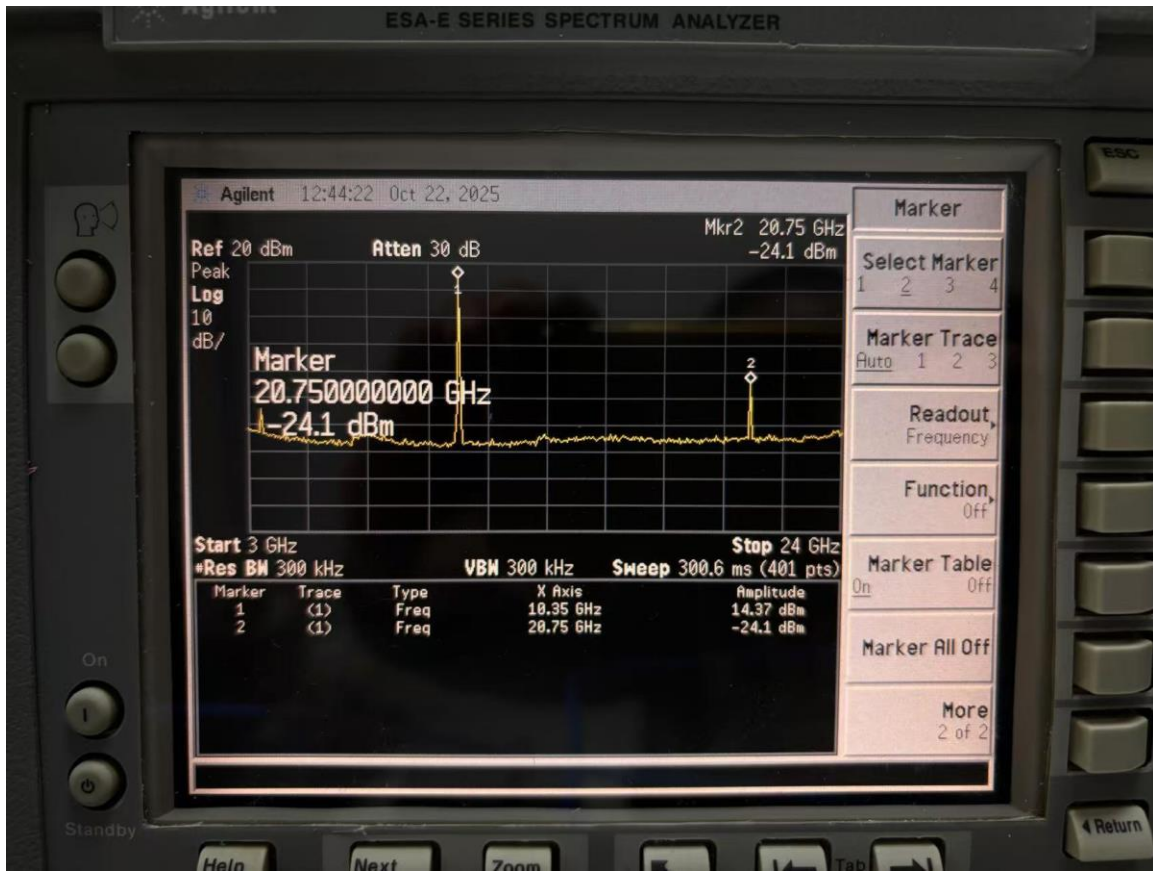 Agilent
ESA-E SERIES SPECTRUM ANALYZER
ESC
Agilent 12:44:22 Oct 22, 2025
Mkr2 20.75 GHz
Ref 20 dBm Atten 30 dB -24.1 dBm
Peak
Log
10
dB/
1
2
Marker
20.750000000 GHz
-24.1 dBm
Start 3 GHz Stop 24 GHz
#Res BW 300 kHz VBW 300 kHz Sweep 300.6 ms (401 pts)
Marker Trace Type X Axis Amplitude
1 (1) Freq 10.35 GHz 14.37 dBm
2 (1) Freq 20.75 GHz -24.1 dBm
Marker
Select Marker
1 2 3 4
Marker Trace
Auto 1 2 3
Readout
Frequency
Function
Off
Marker Table
On Off
Marker All Off
More
2 of 2
On
Standby
Return
Help
Next
Zoom
Tab